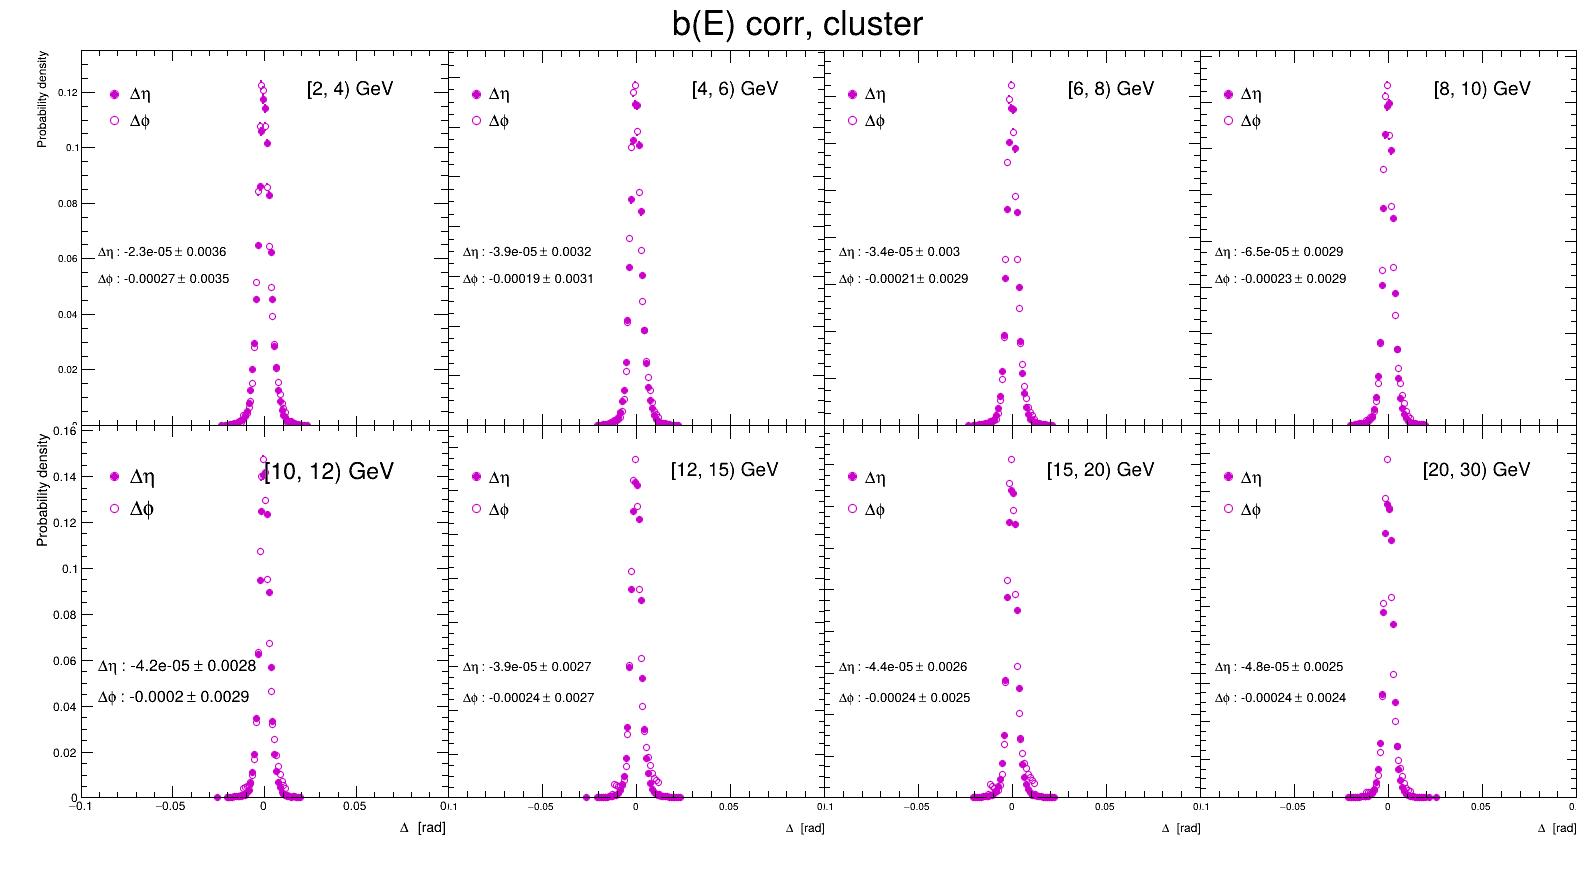 b(E) corr, cluster
Probability density
0.12
0.1
0.08
0.06
0.04
0.02
Δη
Δϕ
[2, 4) GeV
Δη : -2.3e-05 ± 0.0036
Δϕ : -0.00027 ± 0.0035
Δη
Δϕ
[4, 6) GeV
Δη : -3.9e-05 ± 0.0032
Δϕ : -0.00019 ± 0.0031
Δη
Δϕ
[6, 8) GeV
Δη : -3.4e-05 ± 0.003
Δϕ : -0.00021 ± 0.0029
Δη
Δϕ
[8, 10) GeV
Δη : -6.5e-05 ± 0.0029
Δϕ : -0.00023 ± 0.0029
Probability density
0.16
0.14
0.12
0.1
0.08
0.06
0.04
0.02
0
Δη
Δϕ
[10, 12) GeV
Δη : -4.2e-05 ± 0.0028
Δϕ : -0.0002 ± 0.0029
−0.1 −0.05 0 0.05
Δ [rad]
Δη
Δϕ
[12, 15) GeV
Δη : -3.9e-05 ± 0.0027
Δϕ : -0.00024 ± 0.0027
−0.05 0 0.05
Δ [rad]
Δη
Δϕ
[15, 20) GeV
Δη : -4.4e-05 ± 0.0026
Δϕ : -0.00024 ± 0.0025
−0.05 0 0.05
Δ [rad]
Δη
Δϕ
[20, 30) GeV
Δη : -4.8e-05 ± 0.0025
Δϕ : -0.00024 ± 0.0024
−0.05 0 0.05
Δ [rad]